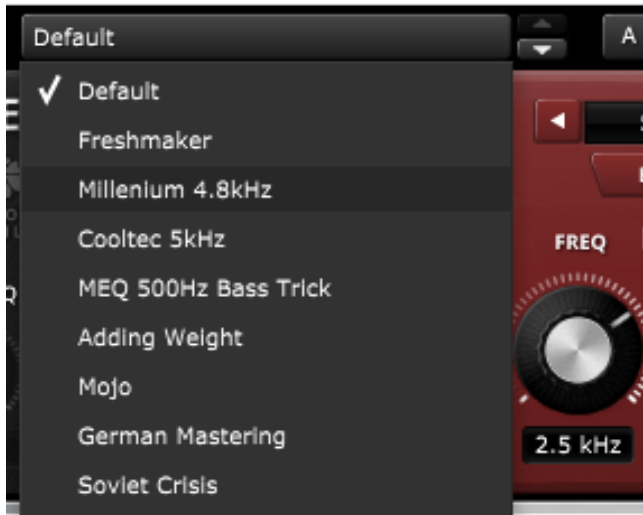 Default
A
Default
Freshmaker
Millenium 4.8kHz
Cooltec 5kHz
FREQ
MEQ 500Hz Bass Trick
Adding Weight
Mojo
German Mastering
2.5 kHz
Soviet Crisis